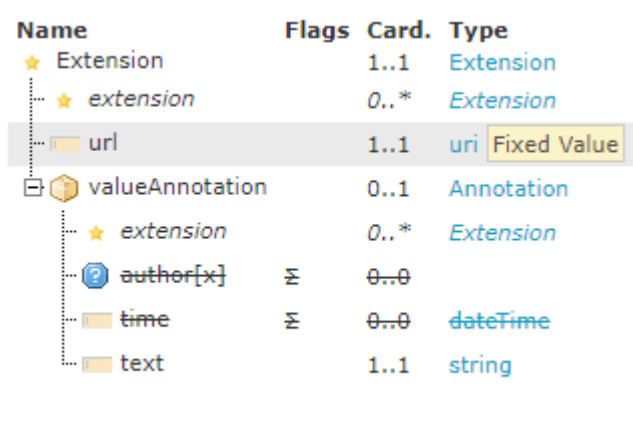 Name Flags Card. Type
Extension 1..1 Extension
extension 0..* Extension
url 1..1 uri Fixed Value
valueAnnotation 0..1 Annotation
extension 0..* Extension
author[x] Σ 0..0
time Σ 0..0 dateTime
text 1..1 string